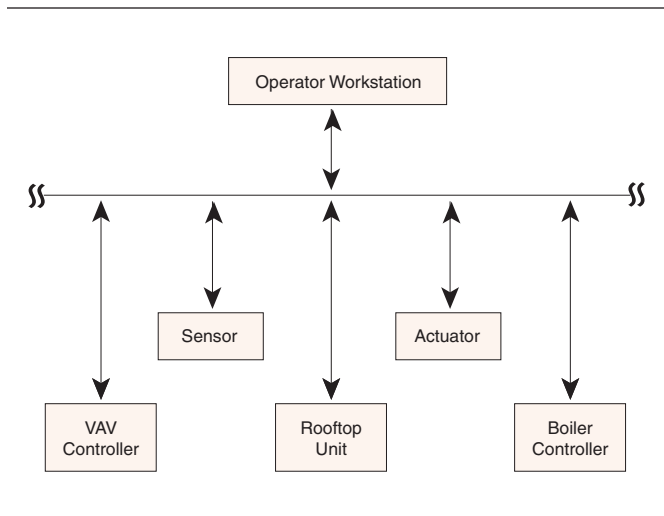 Operator Workstation
Sensor
Actuator
VAV
Controller
Rooftop
Unit
Boiler
Controller